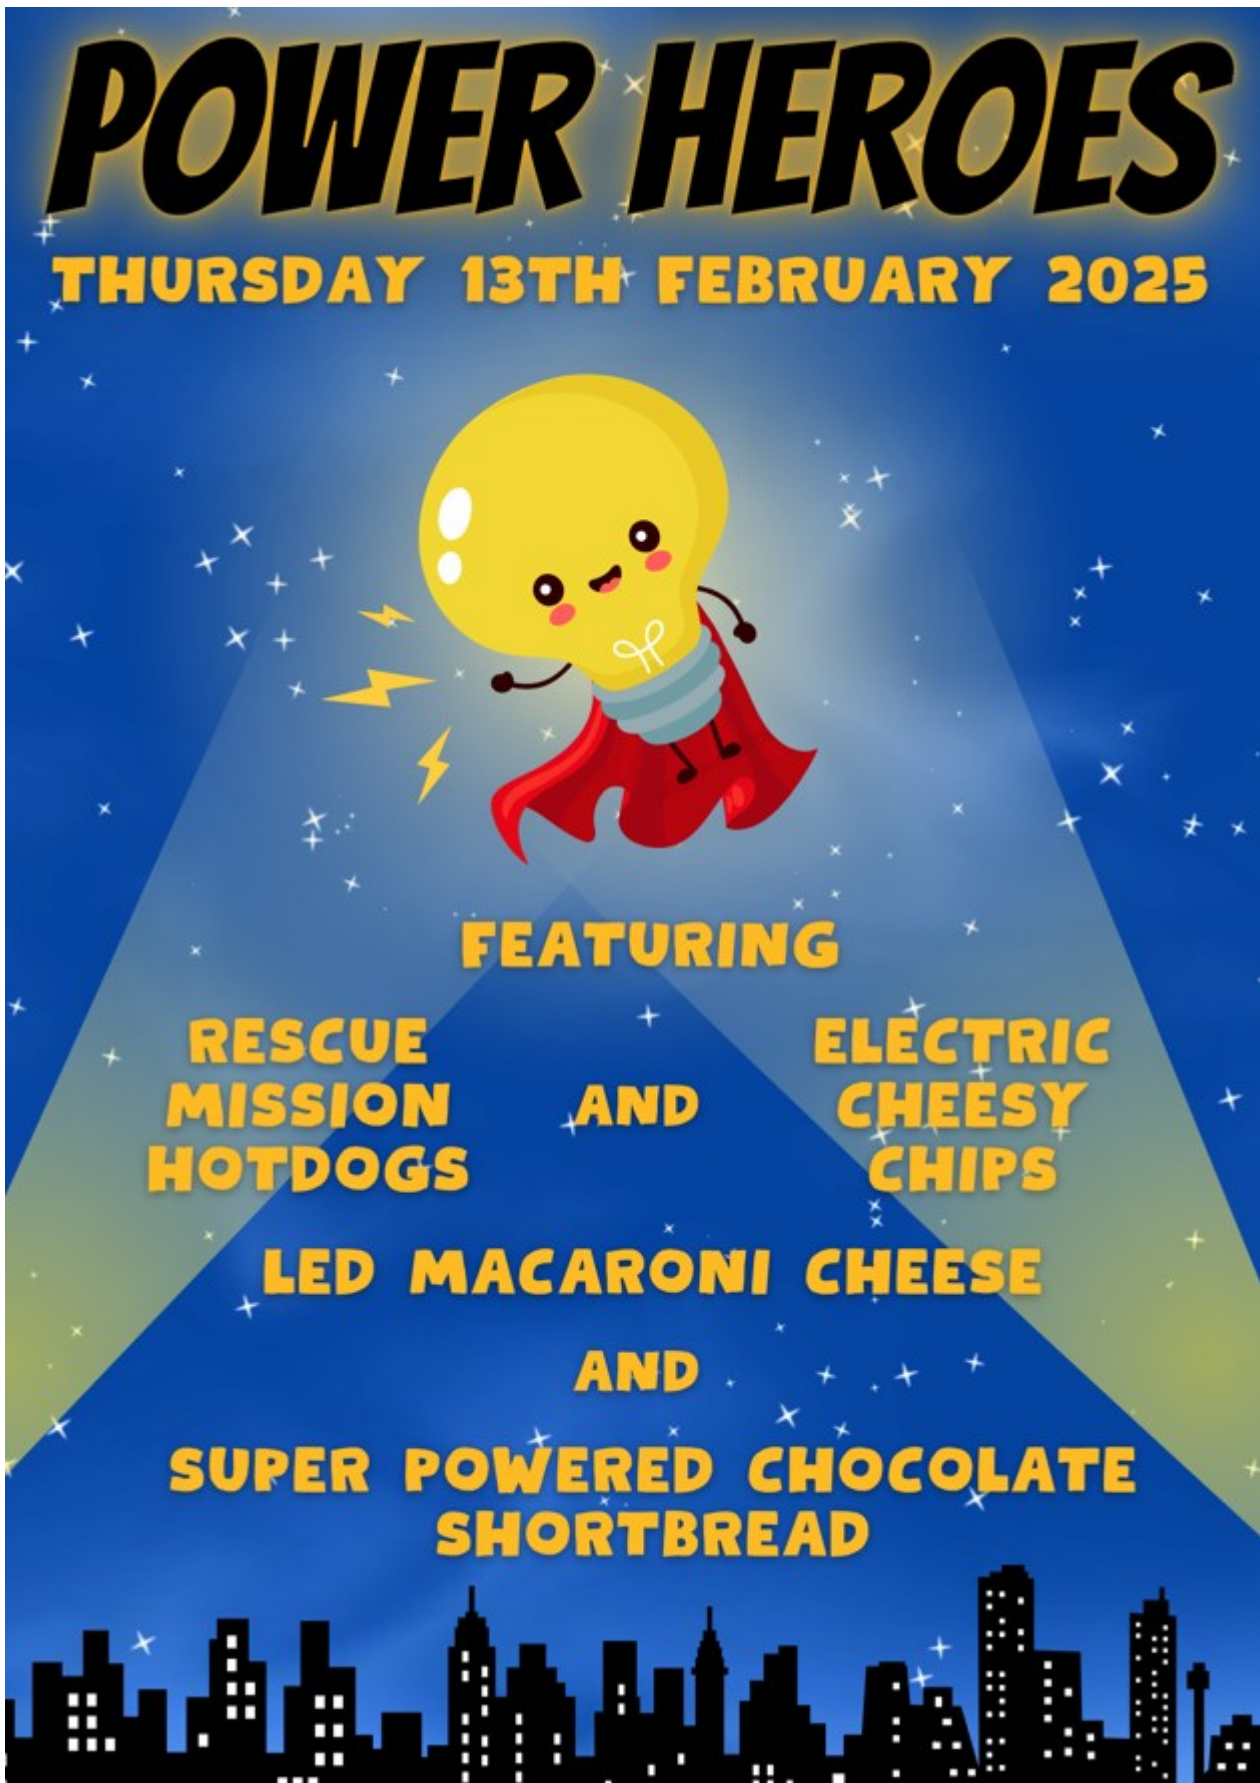 POWER HEROES
THURSDAY 13TH FEBRUARY 2025
FEATURING
RESCUE
MISSION
HOTDOGS
AND
ELECTRIC
CHEESY
CHIPS
LED MACARONI CHEESE
AND
SUPER POWERED CHOCOLATE
SHORTBREAD